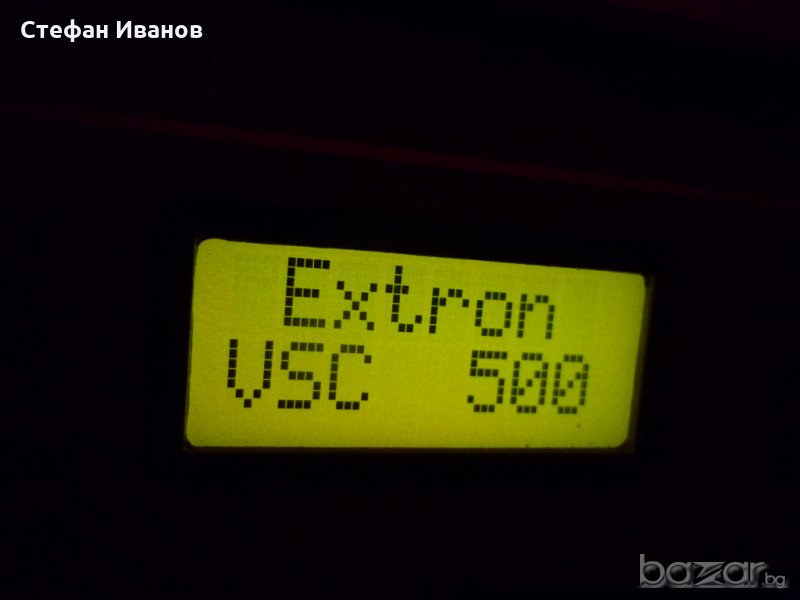 Стефан Иванов
Extron
VSC 500
bazar.bg